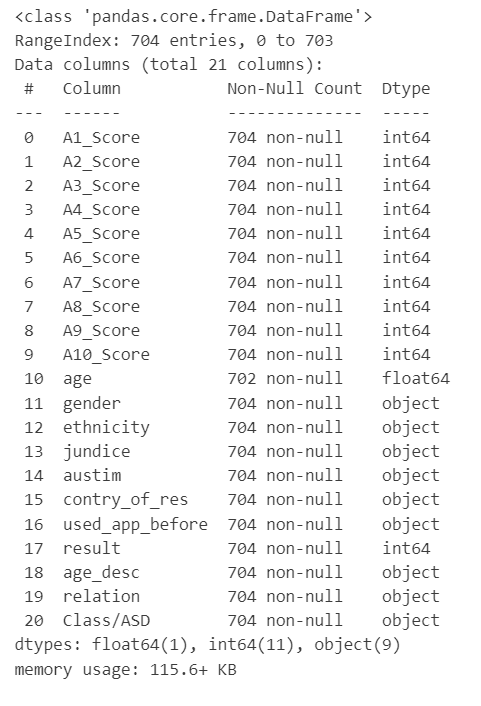 <class 'pandas.core.frame.DataFrame'>
RangeIndex: 704 entries, 0 to 703
Data columns (total 21 columns):
 #   Column           Non-Null Count  Dtype
---  ------           --------------  -----
 0   A1_Score         704 non-null    int64
 1   A2_Score         704 non-null    int64
 2   A3_Score         704 non-null    int64
 3   A4_Score         704 non-null    int64
 4   A5_Score         704 non-null    int64
 5   A6_Score         704 non-null    int64
 6   A7_Score         704 non-null    int64
 7   A8_Score         704 non-null    int64
 8   A9_Score         704 non-null    int64
 9   A10_Score        704 non-null    int64
 10  age              702 non-null    float64
 11  gender           704 non-null    object
 12  ethnicity        704 non-null    object
 13  jundice          704 non-null    object
 14  austim           704 non-null    object
 15  contry_of_res    704 non-null    object
 16  used_app_before  704 non-null    object
 17  result           704 non-null    int64
 18  age_desc         704 non-null    object
 19  relation         704 non-null    object
 20  Class/ASD        704 non-null    object
dtypes: float64(1), int64(11), object(9)
memory usage: 115.6+ KB